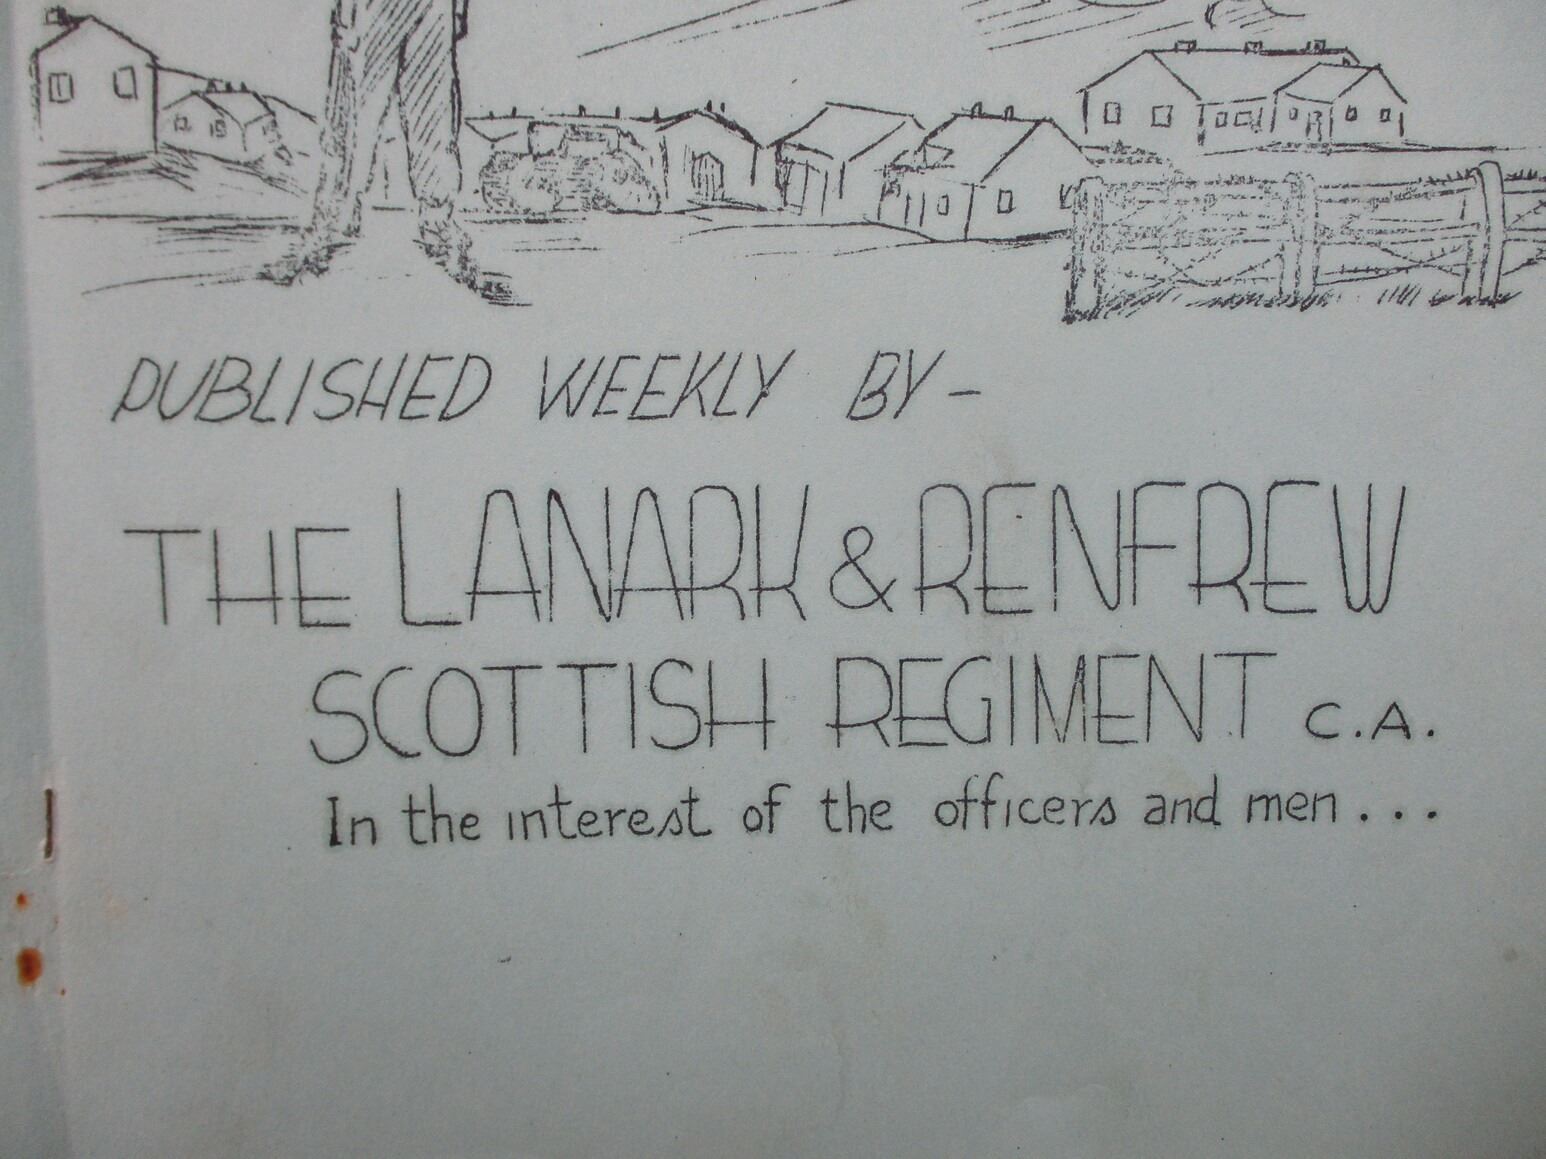 PUBLISHED WEEKLY BY -
THE LANARK & RENFREW
SCOTTISH REGIMENT C.A.
In the interest of the officers and men . . .